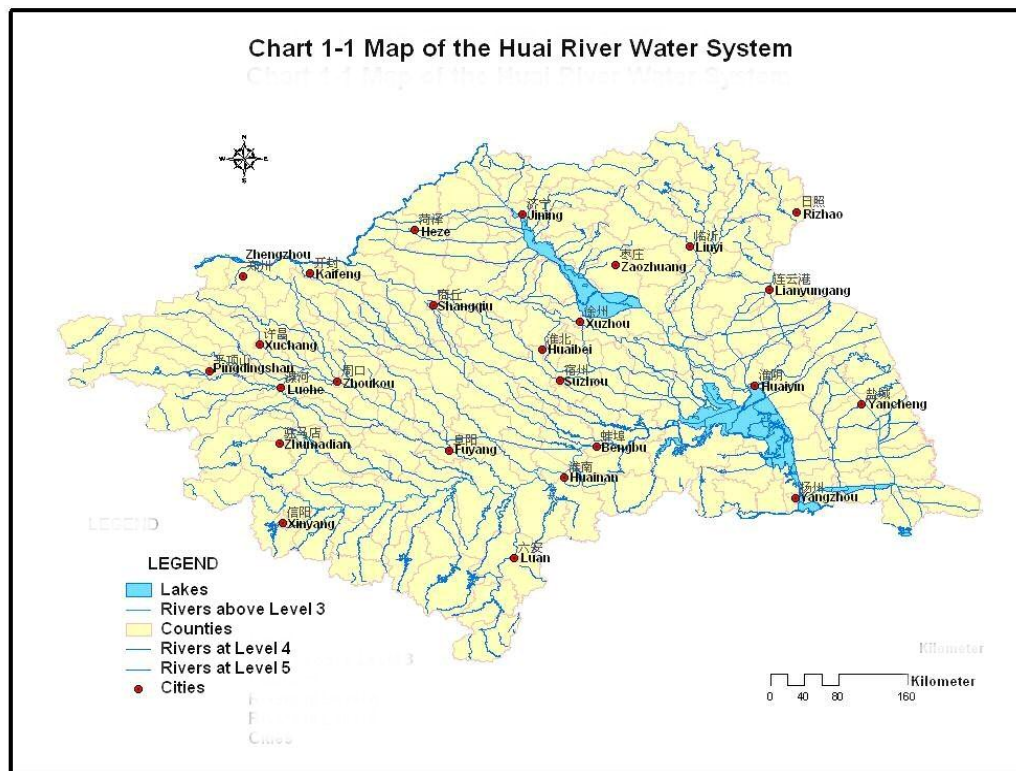 Chart 1-1 Map of the Huai River Water System
N
W E
S
济宁
Jining
日照
Rizhao
菏泽
Heze
临沂
Linyi
枣庄
Zaozhuang
Zhengzhou
郑州
开封
Kaifeng
连云港
Lianyungang
商丘
Shangqiu
徐州
Xuzhou
许昌
Xuchang
淮北
Huaibei
平顶山
Pingdingshan
漯河
Luohe
周口
Zhoukou
宿州
Suzhou
淮阴
Huaiyin
盐城
Yancheng
驻马店
Zhumadian
阜阳
Fuyang
蚌埠
Bengbu
淮南
Huainan
扬州
Yangzhou
信阳
Xinyang
六安
Luan
LEGEND
Lakes
Rivers above Level 3
Counties
Rivers at Level 4
Rivers at Level 5
Cities
Kilometer
0 40 80 160